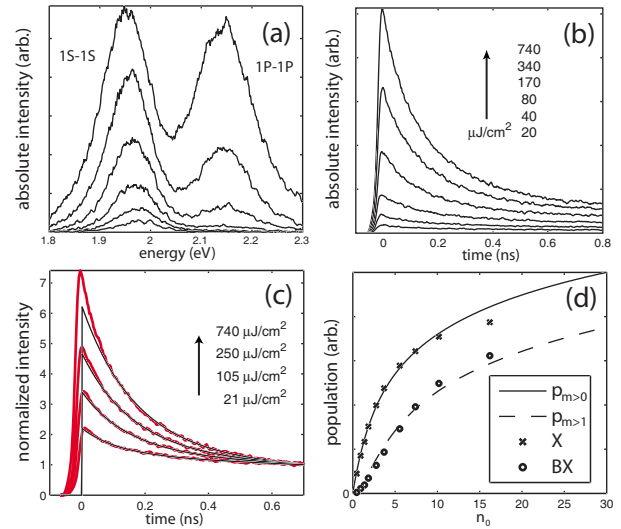 (a)
1S-1S
1P-1P
absolute intensity (arb.)
1.8 1.9 2 2.1 2.2 2.3
energy (eV)
(b)
740
340
170
80
40
μJ/cm² 20
absolute intensity (arb.)
0 0.2 0.4 0.6 0.8
time (ns)
(c)
740 μJ/cm²
250 μJ/cm²
105 μJ/cm²
21 μJ/cm²
normalized intensity
7
6
5
4
3
2
1
0
0 0.2 0.4 0.6
time (ns)
(d)
population (arb.)
p m>0
p m>1
X
BX
0
0 5 10 15 20 25 30
n₀